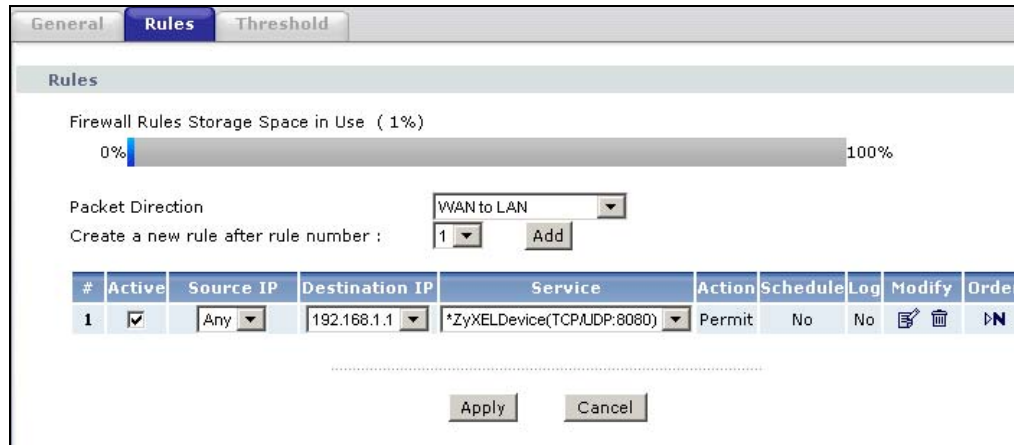 General Rules Threshold
Rules
Firewall Rules Storage Space in Use ( 1%)
0% 100%
Packet Direction WAN to LAN
Create a new rule after rule number : 1 Add
# Active Source IP Destination IP Service Action Schedule Log Modify Orde
1 Any 192.168.1.1 *ZyXELDevice(TCP/UDP:8080) Permit No No N
Apply Cancel